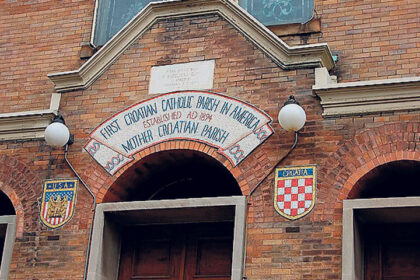 FIRST CROATIAN CATHOLIC PARISH IN AMERICA
ESTABLISHED AD 1894
MOTHER CROATIAN PARISH
USA
CROATIA